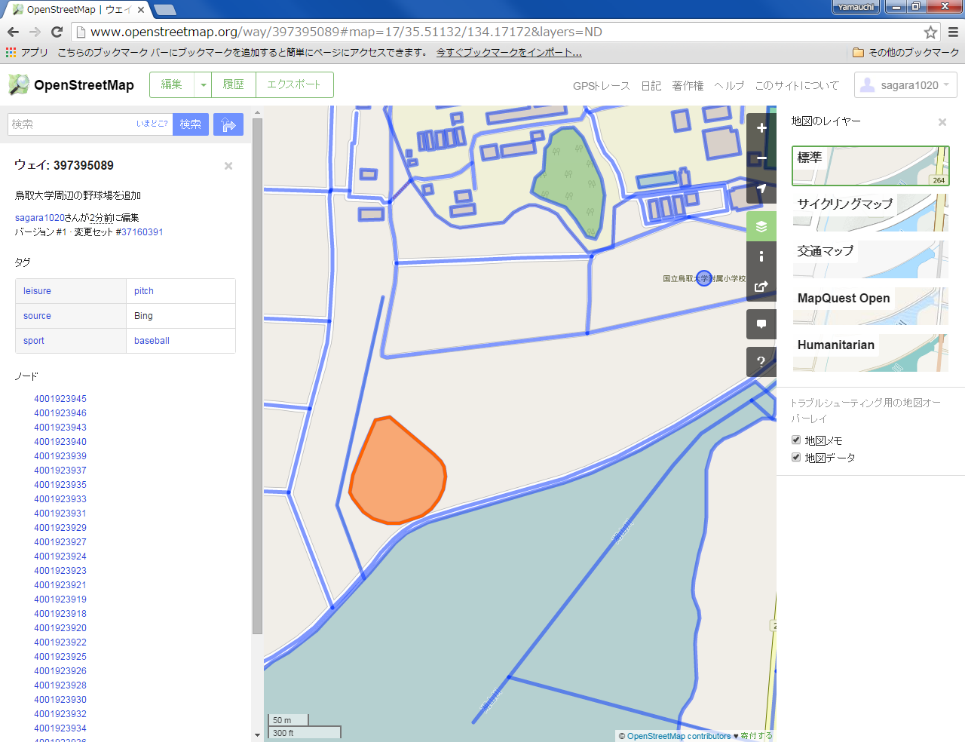 OpenStreetMap | ウェイ:
Yamauchi
www.openstreetmap.org/way/397395089#map=17/35.51132/134.17172&layers=ND
アプリ こちらのブックマーク バーにブックマークを追加すると簡単にページにアクセスできます。 今すぐブックマークをインポート...
その他のブックマーク
OpenStreetMap
編集
履歴
エクスポート
GPSトレース 日記 著作権 ヘルプ このサイトについて
sagara1020
検索
いまどこ?
検索
ウェイ: 397395089
鳥取大学周辺の野球場を追加
sagara1020さんが2分前に編集
バージョン #1 · 変更セット #37160391
タグ
leisure pitch
source Bing
sport baseball
ノード
4001923945
4001923946
4001923943
4001923940
4001923939
4001923937
4001923935
4001923933
4001923931
4001923929
4001923927
4001923924
4001923923
4001923921
4001923919
4001923918
4001923920
4001923922
4001923925
4001923926
4001923928
4001923930
4001923932
4001923934
4001923936
国立鳥取大学附属小学校
50 m
300 ft
© OpenStreetMap contributors ♥ 寄付する
地図のレイヤー
標準
264
サイクリングマップ
交通マップ
MapQuest Open
Humanitarian
トラブルシューティング用の地図オー
バーレイ
地図メモ
地図データ